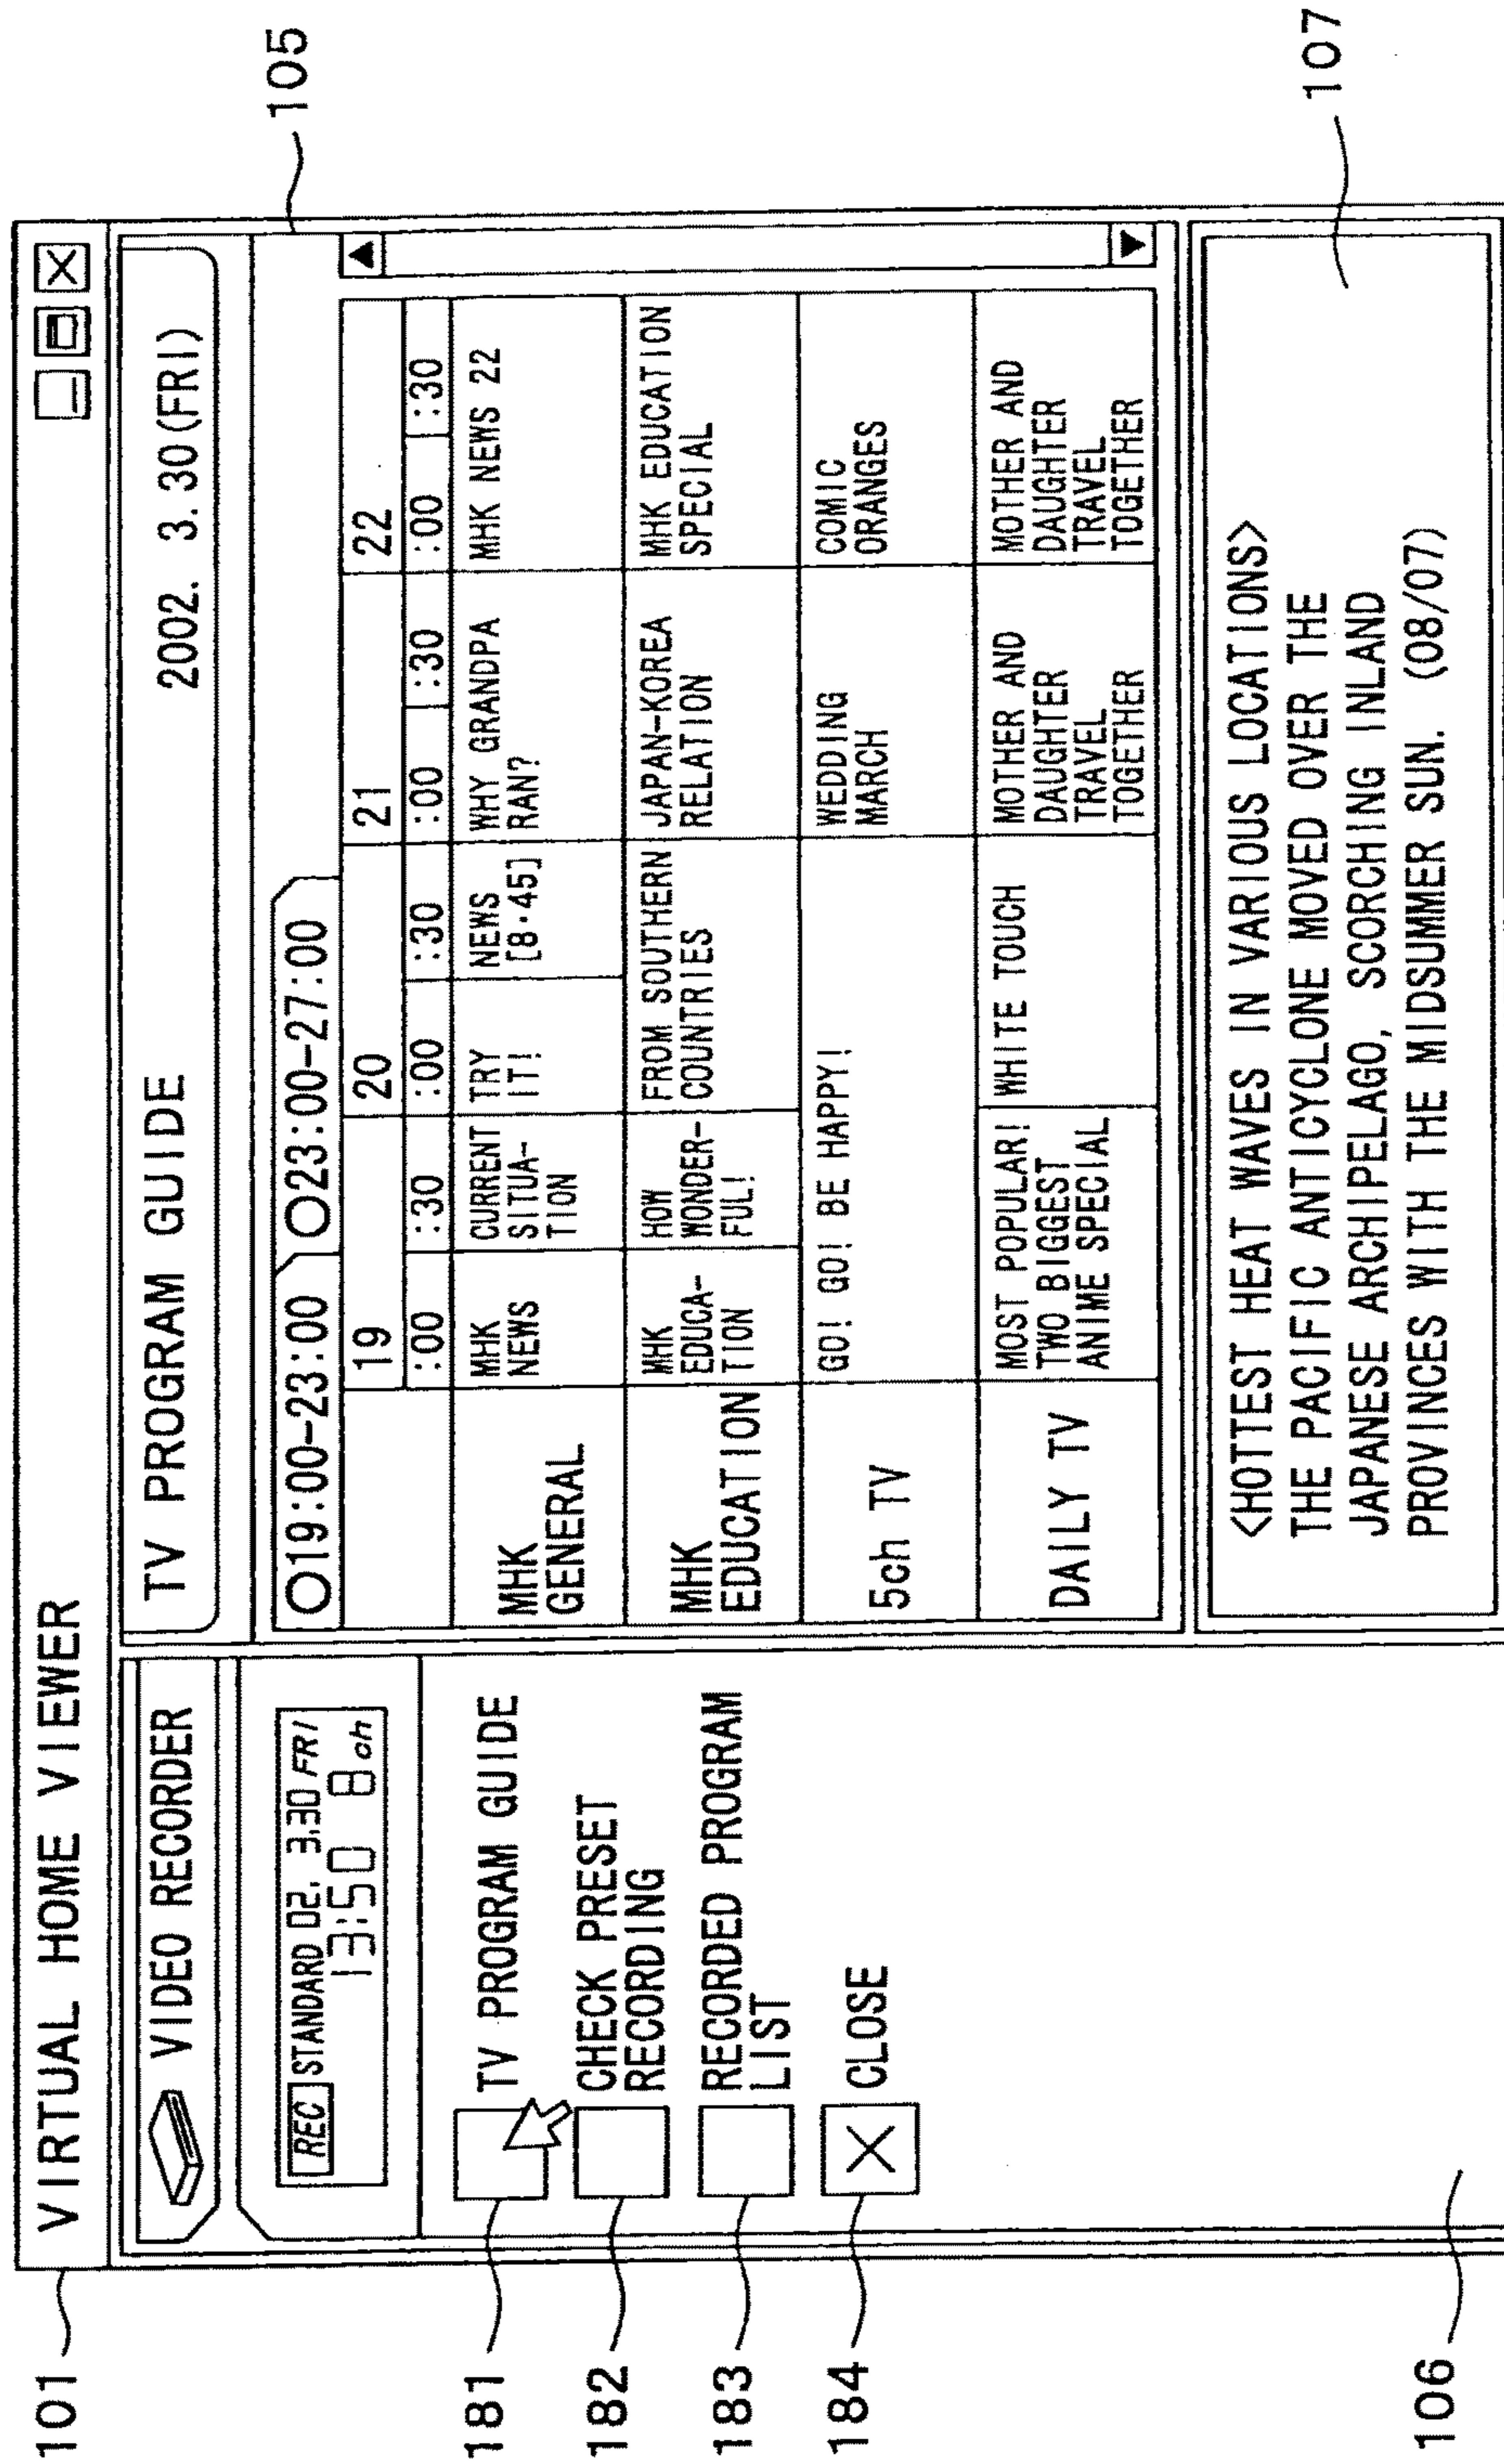 101
VIRTUAL HOME VIEWER
VIDEO RECORDER
REC STANDARD 02. 3.30 FRI
13:50 8 ch
181
TV PROGRAM GUIDE
182
CHECK PRESET
RECORDING
183
RECORDED PROGRAM
LIST
184
CLOSE
106
TV PROGRAM GUIDE 2002. 3. 30(FRI)
105
19:00-23:00 23:00-27:00
19 20 21 22
:00 :30 :00 :30 :00 :30 :00 :30
MHK
GENERAL
MHK
NEWS
CURRENT
SITUA-
TION
TRY
IT!
NEWS
[8·45]
WHY GRANDPA
RAN?
MHK NEWS 22
MHK
EDUCATION
MHK
EDUCA-
TION
HOW
WONDER-
FUL!
FROM SOUTHERN
COUNTRIES
JAPAN-KOREA
RELATION
MHK EDUCATION
SPECIAL
5ch TV
GO! GO! BE HAPPY!
WEDDING
MARCH
COMIC
ORANGES
DAILY TV
MOST POPULAR!
TWO BIGGEST
ANIME SPECIAL
WHITE TOUCH
MOTHER AND
DAUGHTER
TRAVEL
TOGETHER
MOTHER AND
DAUGHTER
TRAVEL
TOGETHER
<HOTTEST HEAT WAVES IN VARIOUS LOCATIONS>
THE PACIFIC ANTICYCLONE MOVED OVER THE
JAPANESE ARCHIPELAGO, SCORCHING INLAND
PROVINCES WITH THE MIDSUMMER SUN. (08/07)
107